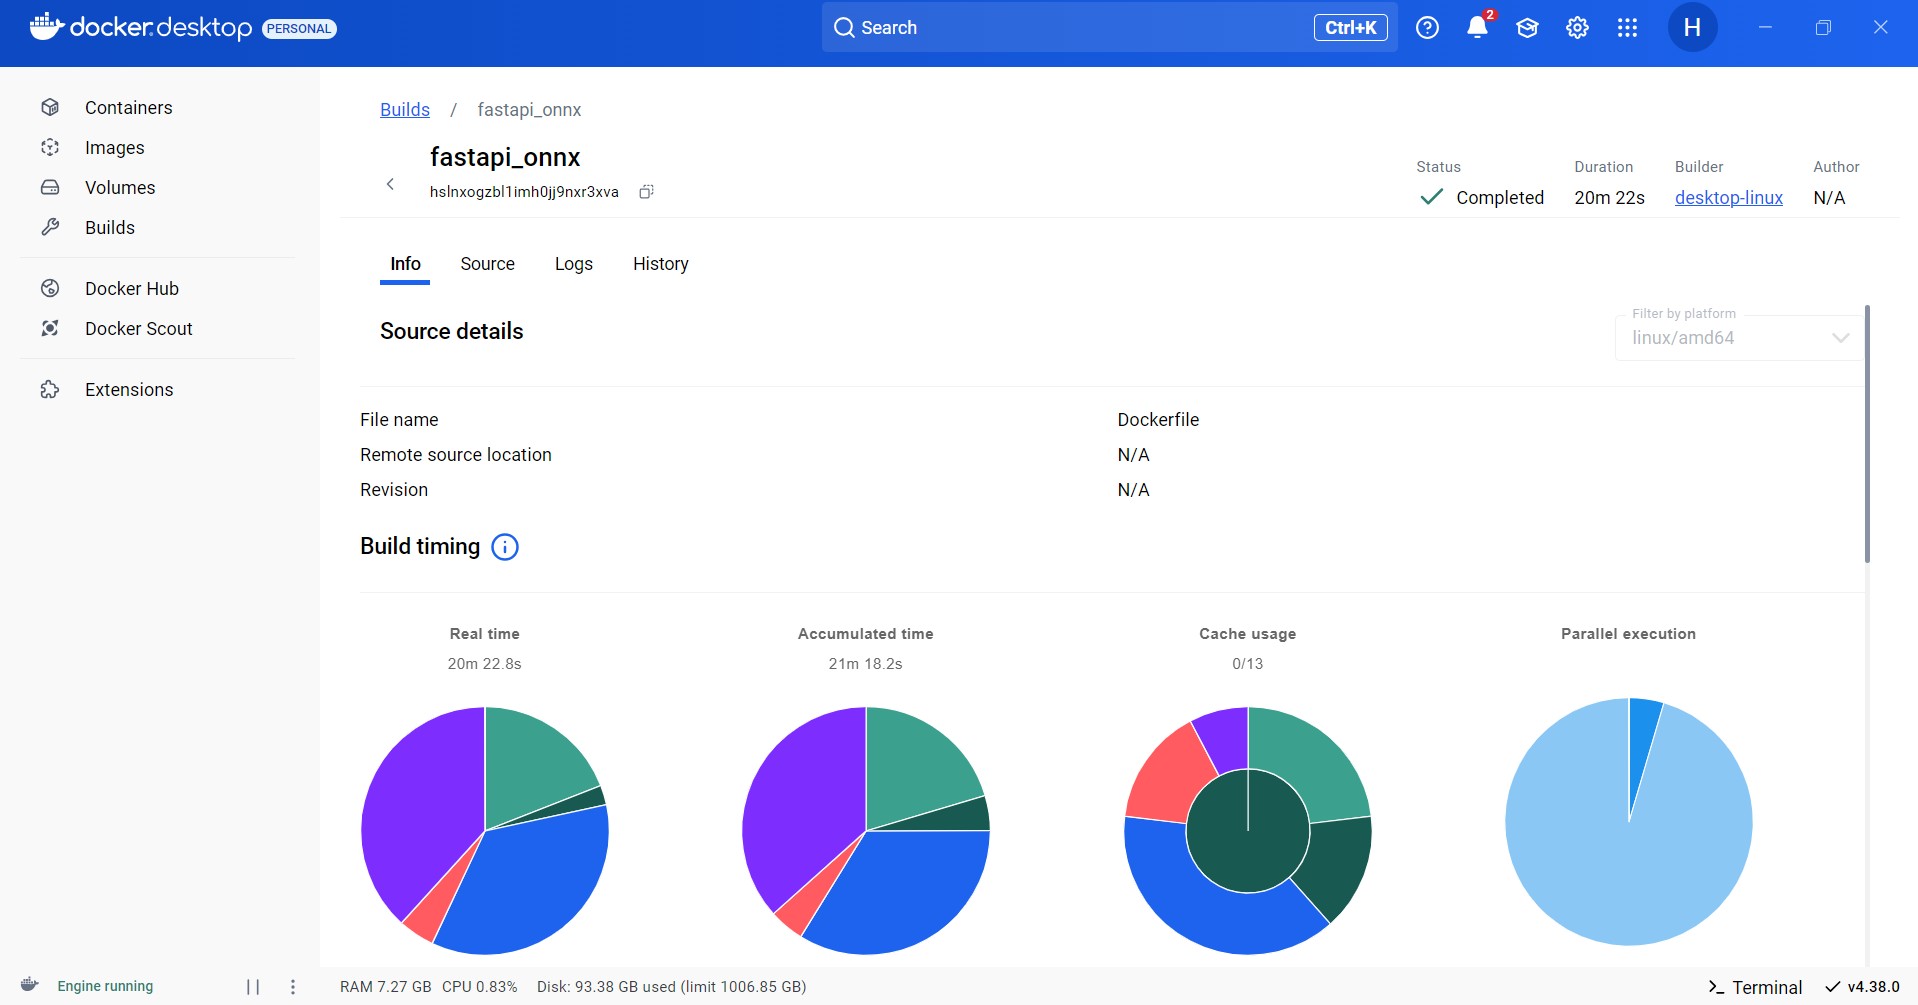 docker.desktop PERSONAL
Search
Ctrl+K
2
H
Containers
Images
Volumes
Builds
Docker Hub
Docker Scout
Extensions
Builds / fastapi_onnx
fastapi_onnx
hslnxogzbl1imh0jj9nxr3xva
Status
Completed
Duration
20m 22s
Builder
desktop-linux
Author
N/A
Info
Source
Logs
History
Source details
Filter by platform
linux/amd64
File name
Dockerfile
Remote source location
N/A
Revision
N/A
Build timing
Real time
20m 22.8s
Accumulated time
21m 18.2s
Cache usage
0/13
Parallel execution
Engine running
RAM 7.27 GB CPU 0.83% Disk: 93.38 GB used (limit 1006.85 GB)
Terminal
v4.38.0